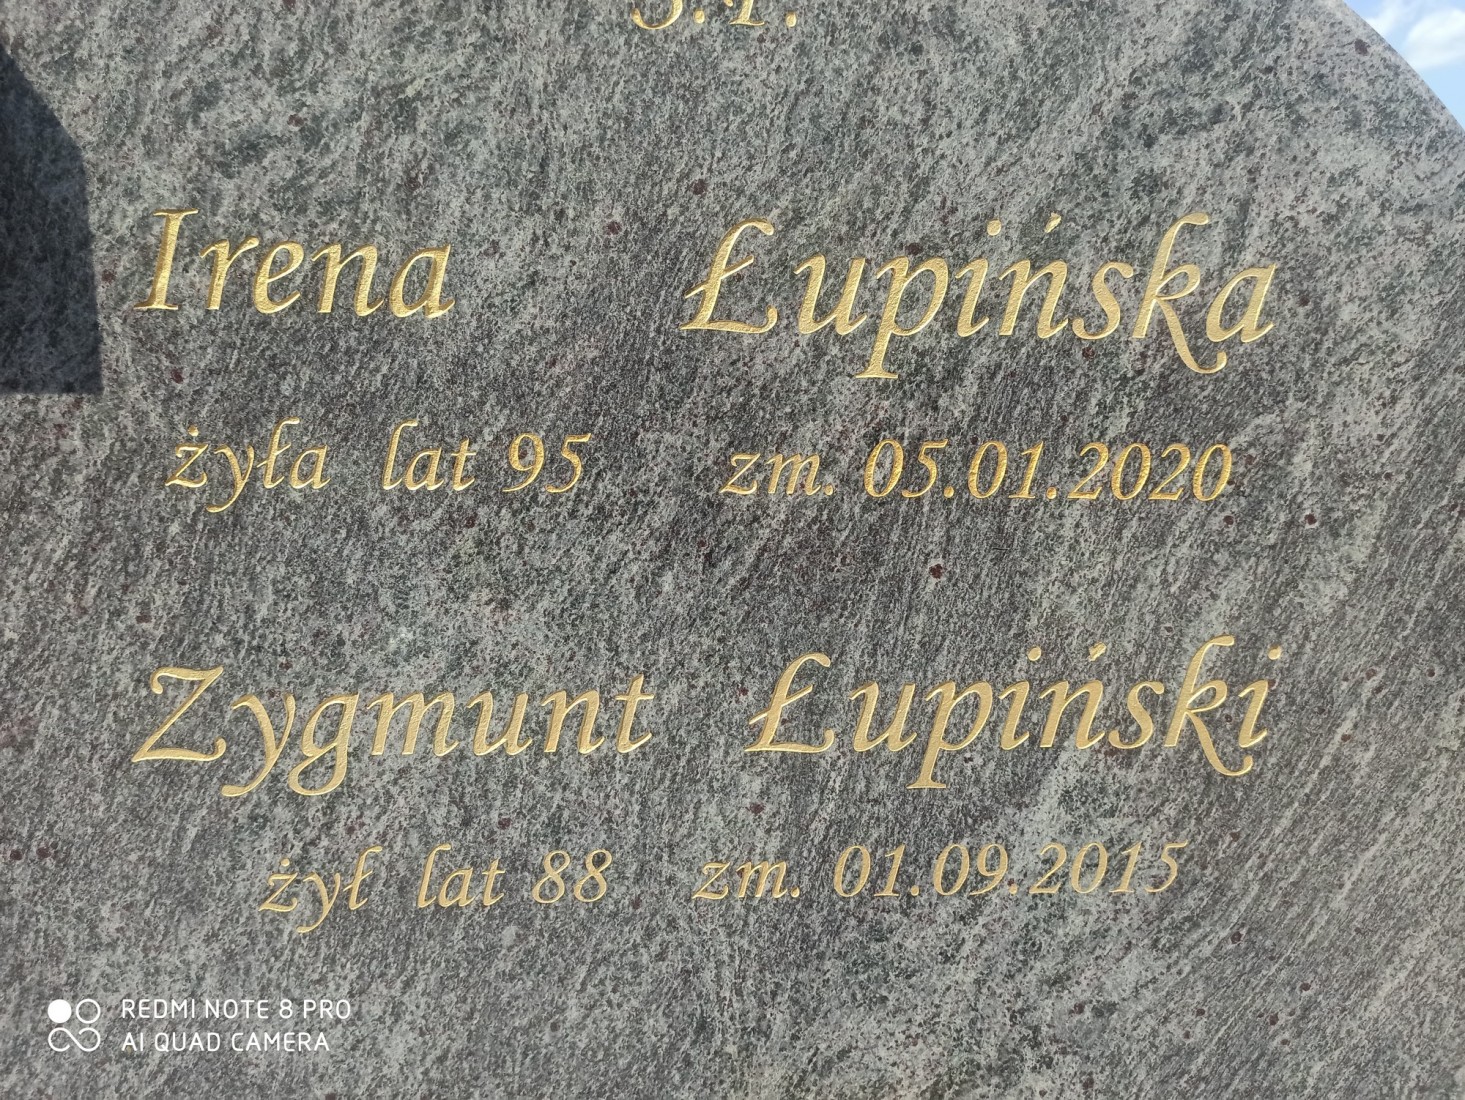 Ś.P.
Irena Łupińska
żyła lat 95 zm. 05.01.2020
Zygmunt Łupiński
żył lat 88 zm. 01.09.2015
REDMI NOTE 8 PRO
AI QUAD CAMERA